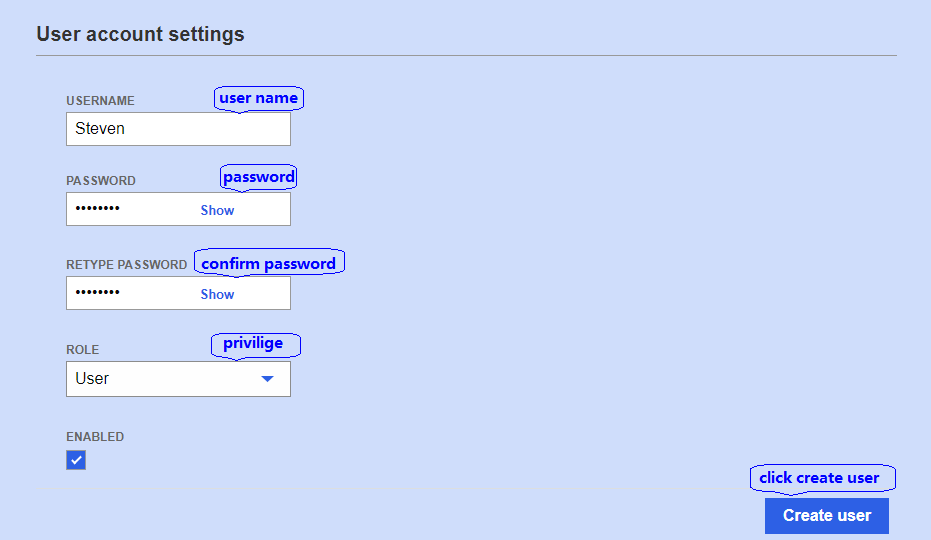 User account settings
USERNAME
user name
Steven
PASSWORD
password
••••••••
Show
RETYPE PASSWORD
confirm password
••••••••
Show
ROLE
privilige
User
ENABLED
click create user
Create user